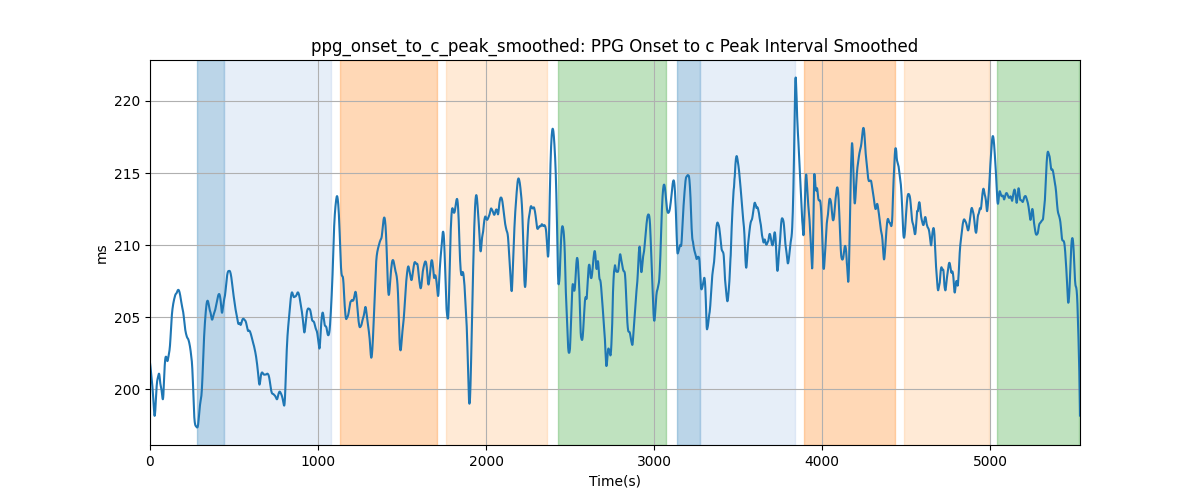 ppg_onset_to_c_peak_smoothed: PPG Onset to c Peak Interval Smoothed
220
215
210
205
200
ms
0 1000 2000 3000 4000 5000
Time(s)